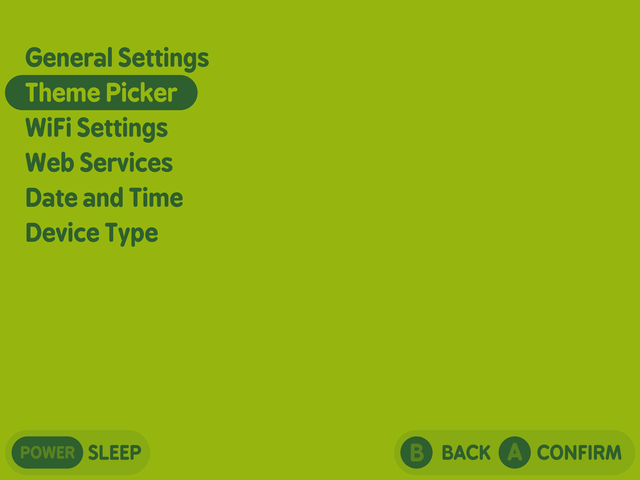 General Settings
Theme Picker
WiFi Settings
Web Services
Date and Time
Device Type
POWER SLEEP
B BACK A CONFIRM